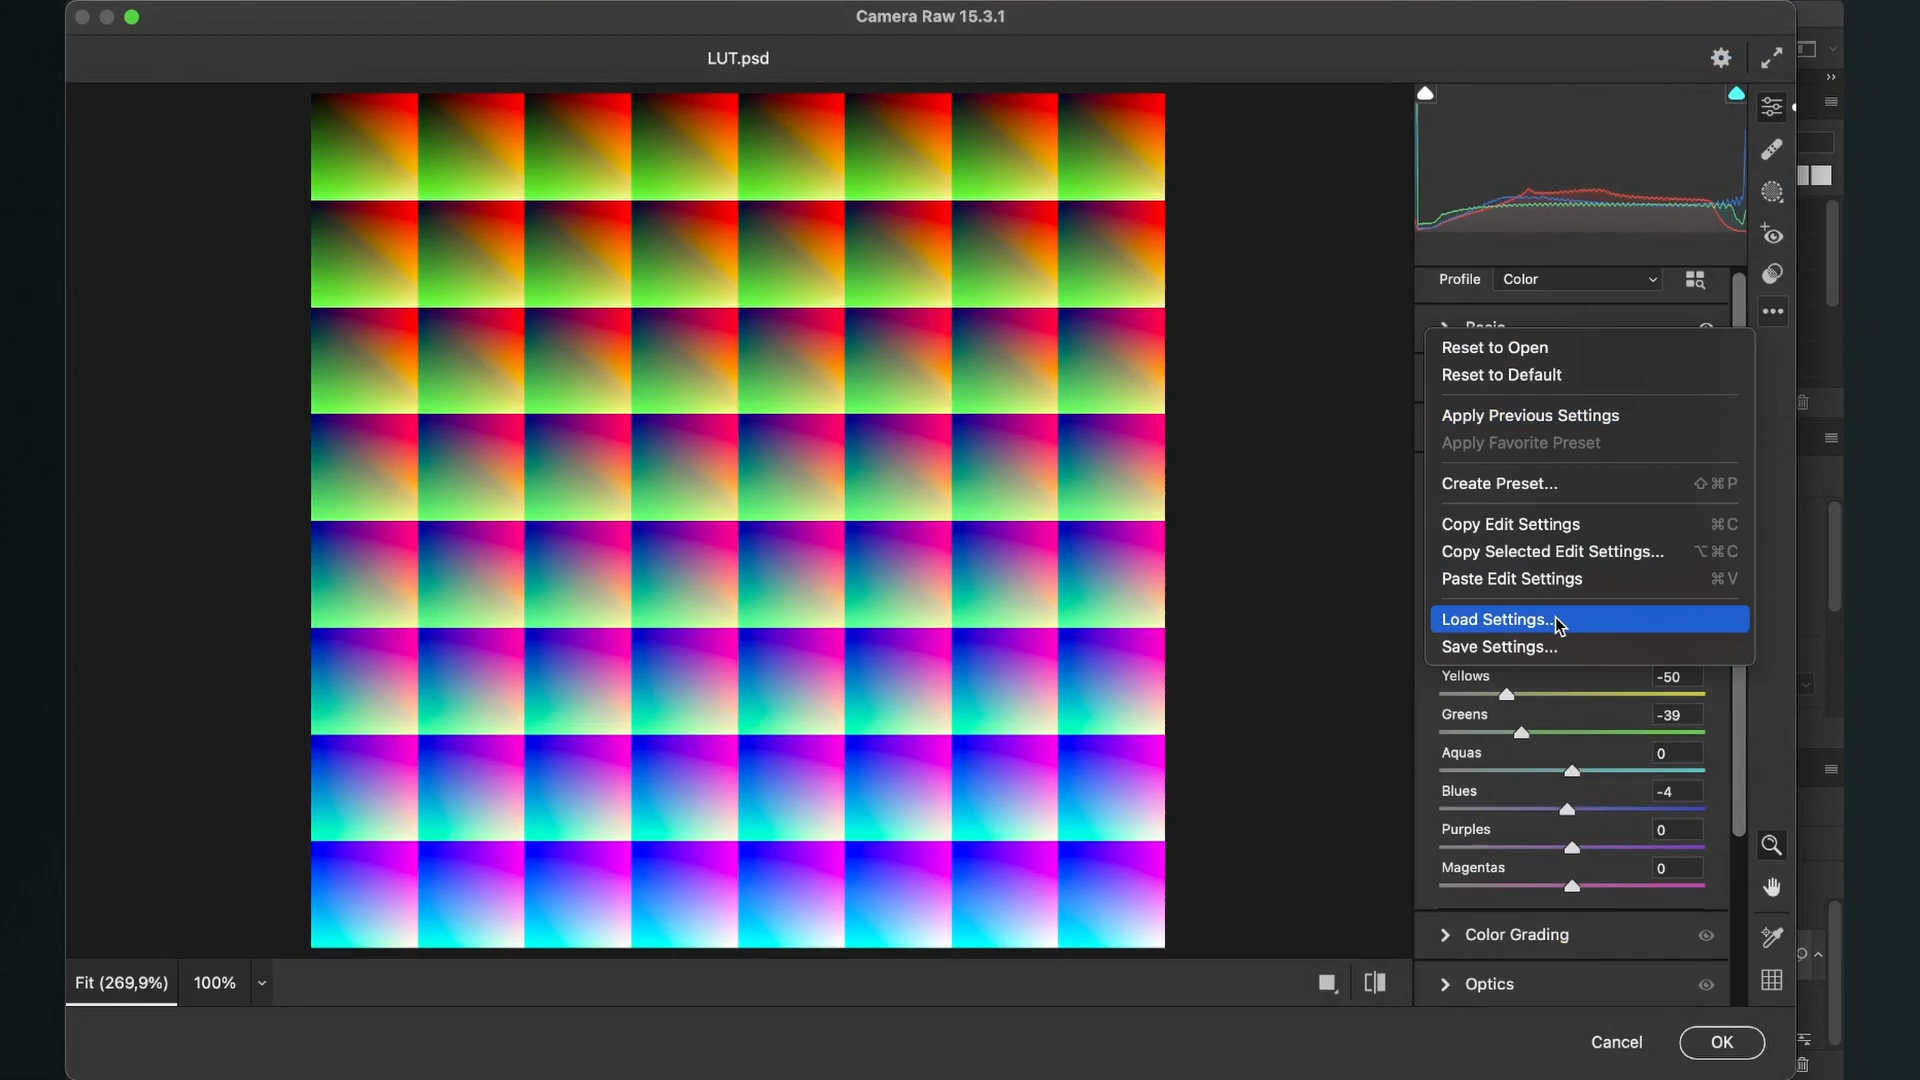 Camera Raw 15.3.1
LUT.psd
Profile Color
Basic
Reset to Open
Reset to Default
Apply Previous Settings
Apply Favorite Preset
Create Preset... ⇧⌘P
Copy Edit Settings ⌘C
Copy Selected Edit Settings... ⌥⌘C
Paste Edit Settings ⌘V
Load Settings...
Save Settings...
Yellows -50
Greens -39
Aquas 0
Blues -4
Purples 0
Magentas 0
Color Grading
Optics
Fit (269,9%) 100%
Cancel OK